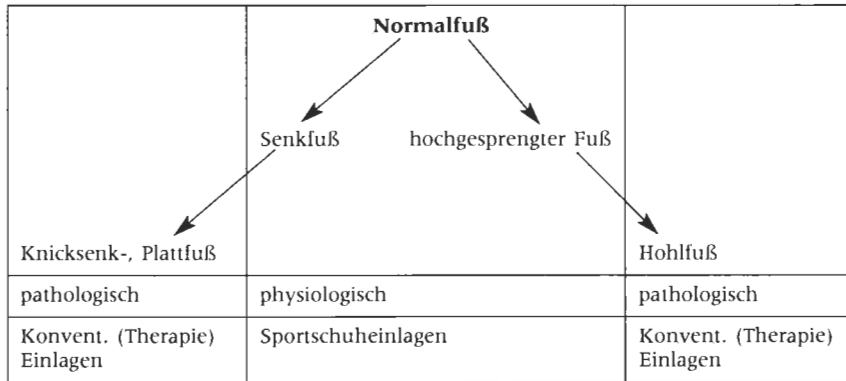 Normalfuß
Senkfuß hochgesprengter Fuß
Knicksenk-, Plattfuß Hohlfuß
pathologisch physiologisch pathologisch
Konvent. (Therapie) Sportschuheinlagen Konvent. (Therapie)
Einlagen Einlagen